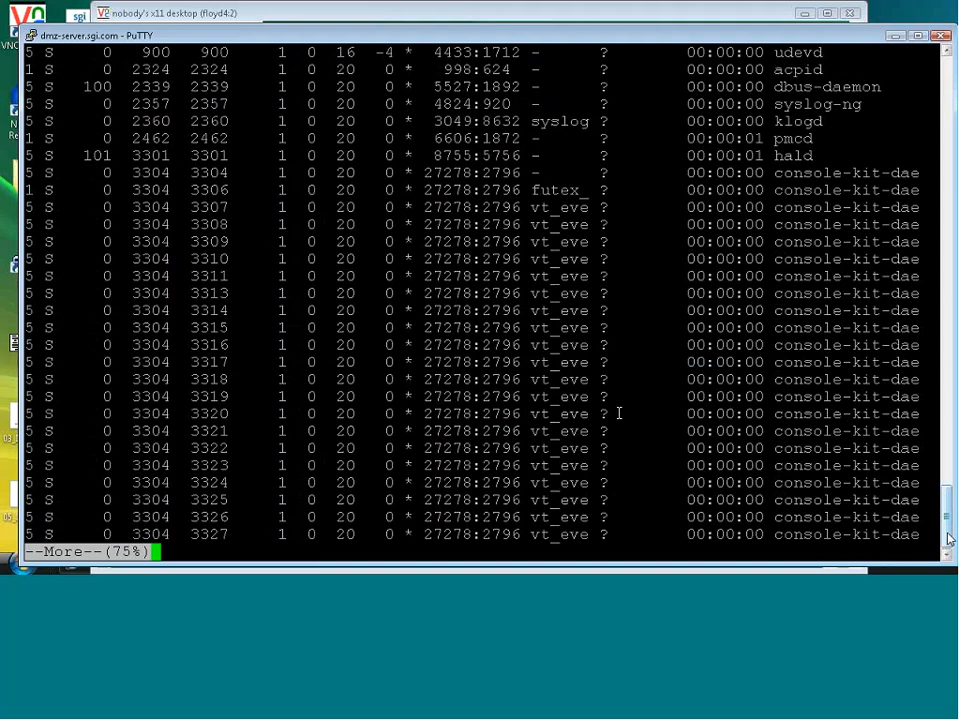 sgi
nobody's x11 desktop (floyd4:2)
dmz-server.sgi.com - PuTTY
5 S 0 900 900 1 0 16 -4 * 4433:1712 - ? 00:00:00 udevd
1 S 0 2324 2324 1 0 20 0 * 998:624 - ? 00:00:00 acpid
5 S 100 2339 2339 1 0 20 0 * 5527:1892 - ? 00:00:00 dbus-daemon
5 S 0 2357 2357 1 0 20 0 * 4824:920 - ? 00:00:00 syslog-ng
5 S 0 2360 2360 1 0 20 0 * 3049:8632 syslog ? 00:00:00 klogd
1 S 0 2462 2462 1 0 20 0 * 6606:1872 - ? 00:00:01 pmcd
5 S 101 3301 3301 1 0 20 0 * 8755:5756 - ? 00:00:01 hald
5 S 0 3304 3304 1 0 20 0 * 27278:2796 - ? 00:00:00 console-kit-dae
1 S 0 3304 3306 1 0 20 0 * 27278:2796 futex_ ? 00:00:00 console-kit-dae
5 S 0 3304 3307 1 0 20 0 * 27278:2796 vt_eve ? 00:00:00 console-kit-dae
5 S 0 3304 3308 1 0 20 0 * 27278:2796 vt_eve ? 00:00:00 console-kit-dae
5 S 0 3304 3309 1 0 20 0 * 27278:2796 vt_eve ? 00:00:00 console-kit-dae
5 S 0 3304 3310 1 0 20 0 * 27278:2796 vt_eve ? 00:00:00 console-kit-dae
5 S 0 3304 3311 1 0 20 0 * 27278:2796 vt_eve ? 00:00:00 console-kit-dae
5 S 0 3304 3313 1 0 20 0 * 27278:2796 vt_eve ? 00:00:00 console-kit-dae
5 S 0 3304 3314 1 0 20 0 * 27278:2796 vt_eve ? 00:00:00 console-kit-dae
5 S 0 3304 3315 1 0 20 0 * 27278:2796 vt_eve ? 00:00:00 console-kit-dae
5 S 0 3304 3316 1 0 20 0 * 27278:2796 vt_eve ? 00:00:00 console-kit-dae
5 S 0 3304 3317 1 0 20 0 * 27278:2796 vt_eve ? 00:00:00 console-kit-dae
5 S 0 3304 3318 1 0 20 0 * 27278:2796 vt_eve ? 00:00:00 console-kit-dae
5 S 0 3304 3319 1 0 20 0 * 27278:2796 vt_eve ? 00:00:00 console-kit-dae
5 S 0 3304 3320 1 0 20 0 * 27278:2796 vt_eve ? 00:00:00 console-kit-dae
5 S 0 3304 3321 1 0 20 0 * 27278:2796 vt_eve ? 00:00:00 console-kit-dae
5 S 0 3304 3322 1 0 20 0 * 27278:2796 vt_eve ? 00:00:00 console-kit-dae
5 S 0 3304 3323 1 0 20 0 * 27278:2796 vt_eve ? 00:00:00 console-kit-dae
5 S 0 3304 3324 1 0 20 0 * 27278:2796 vt_eve ? 00:00:00 console-kit-dae
5 S 0 3304 3325 1 0 20 0 * 27278:2796 vt_eve ? 00:00:00 console-kit-dae
5 S 0 3304 3326 1 0 20 0 * 27278:2796 vt_eve ? 00:00:00 console-kit-dae
5 S 0 3304 3327 1 0 20 0 * 27278:2796 vt_eve ? 00:00:00 console-kit-dae
--More--(75%)